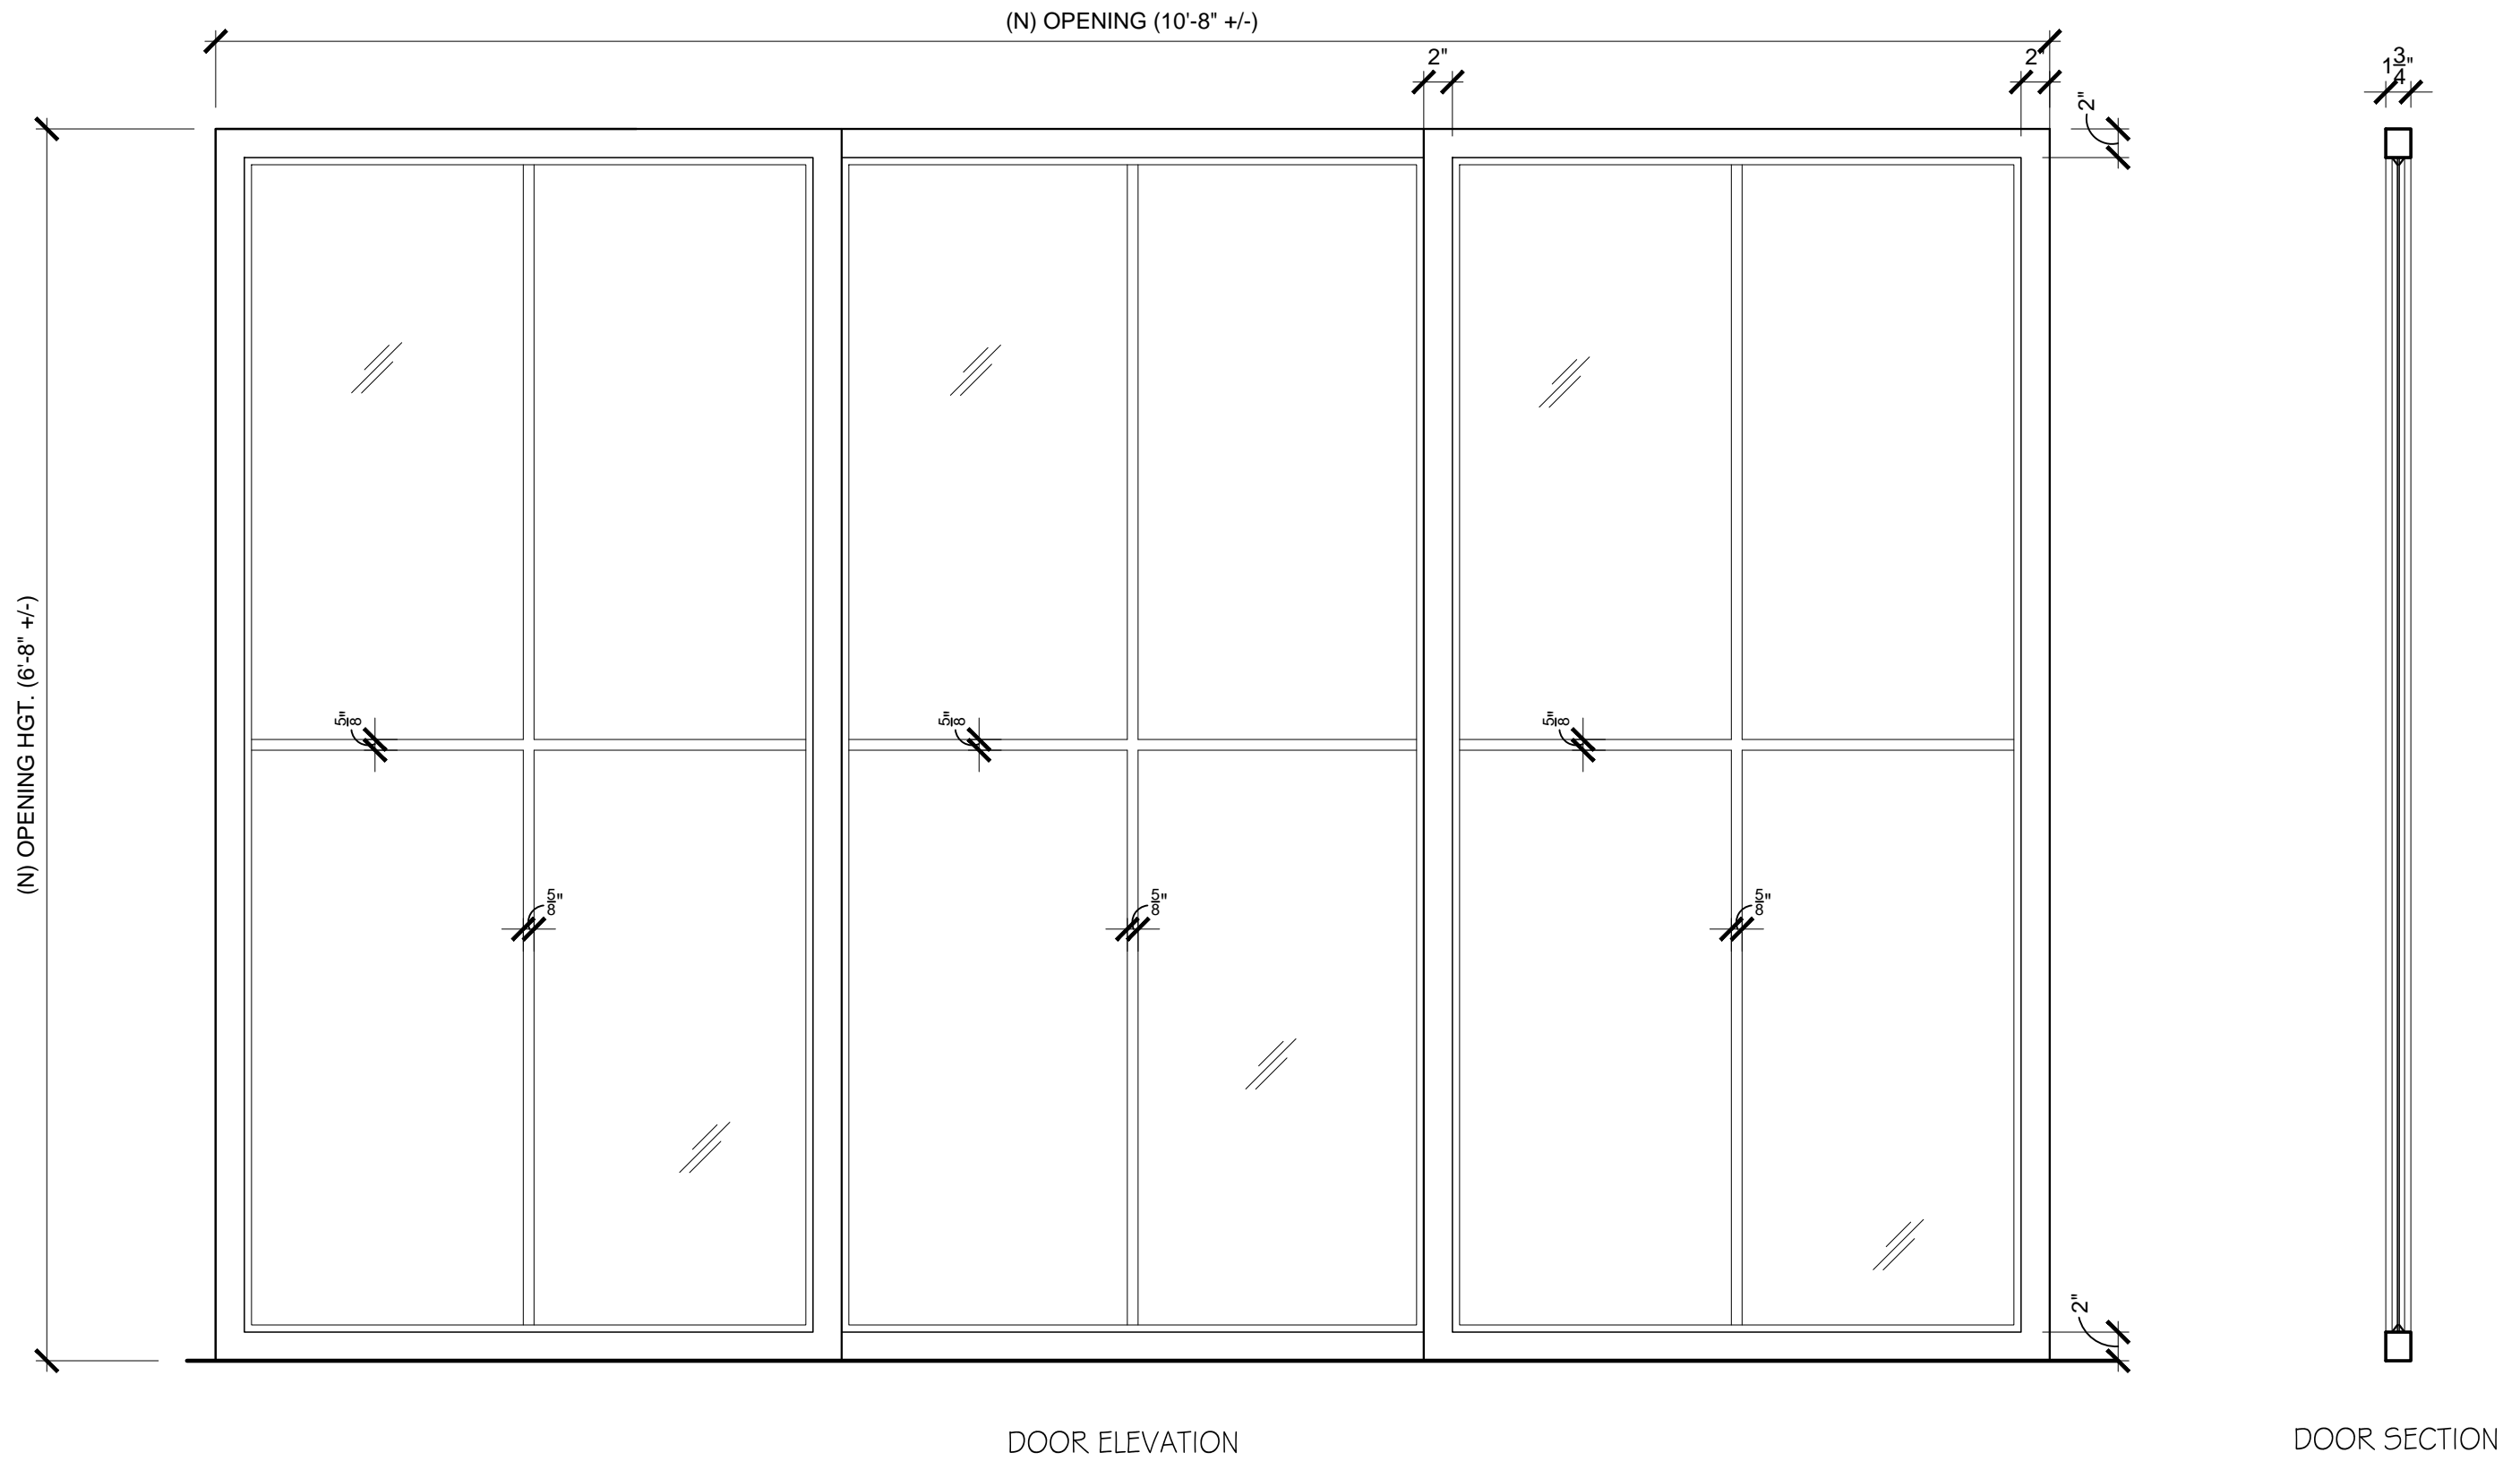 (N) OPENING (10'-8" +/-)
2"
2"
1 3/4"
2"
(N) OPENING HGT. (6'-8" +/-)
5/8"
5/8"
5/8"
5/8"
5/8"
5/8"
2"
DOOR ELEVATION
DOOR SECTION